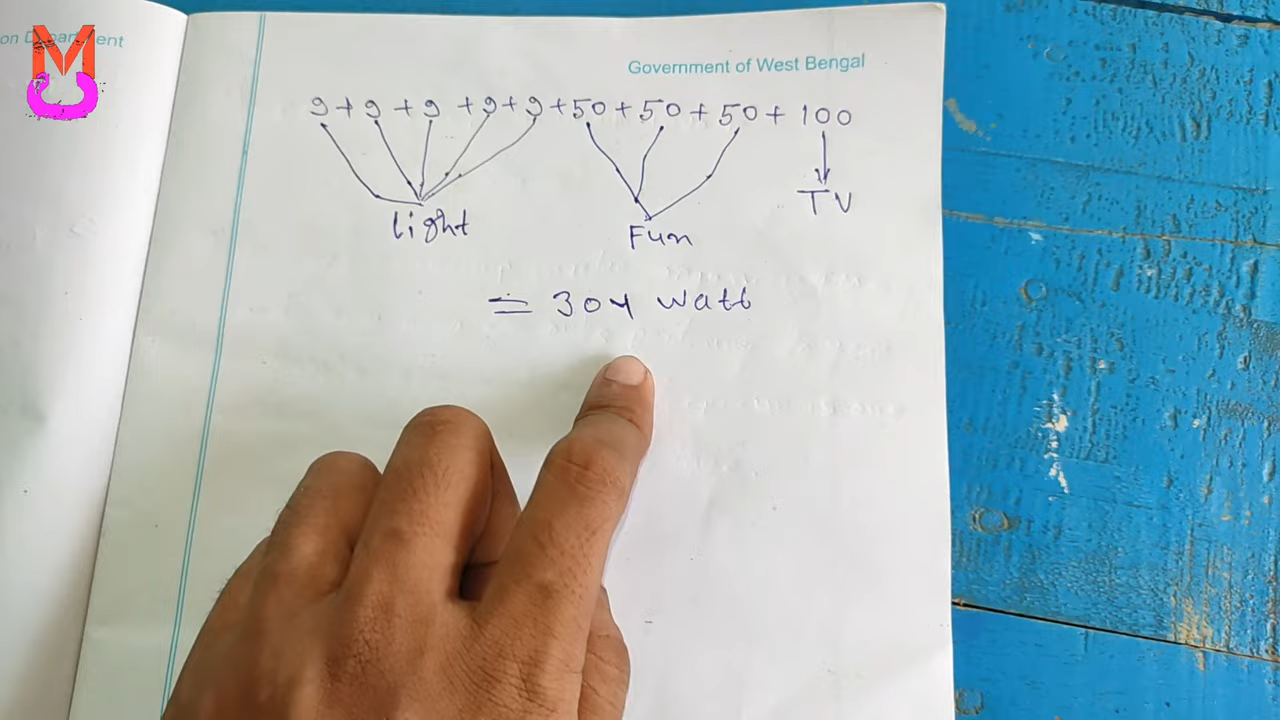 on Department
MC
Government of West Bengal
9+9+9+9+9+50+50+50+100
Light
Fun
TV
= 304 watt